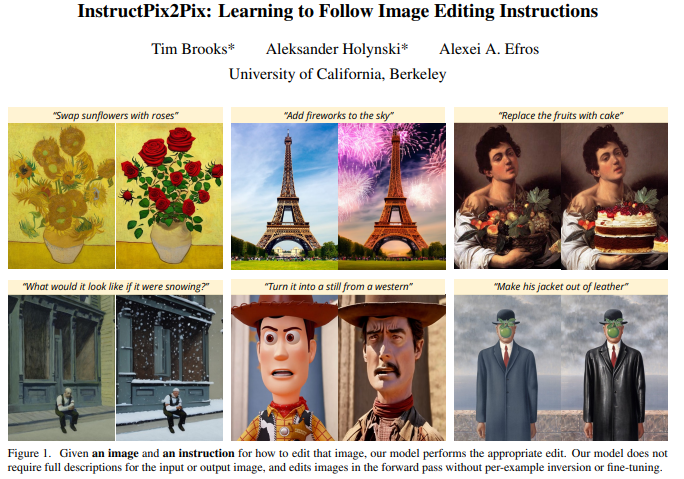 InstructPix2Pix: Learning to Follow Image Editing Instructions
Tim Brooks* Aleksander Holynski* Alexei A. Efros
University of California, Berkeley
"Swap sunflowers with roses" "Add fireworks to the sky" "Replace the fruits with cake"
"What would it look like if it were snowing?" "Turn it into a still from a western" "Make his jacket out of leather"
Figure 1. Given an image and an instruction for how to edit that image, our model performs the appropriate edit. Our model does not
require full descriptions for the input or output image, and edits images in the forward pass without per-example inversion or fine-tuning.